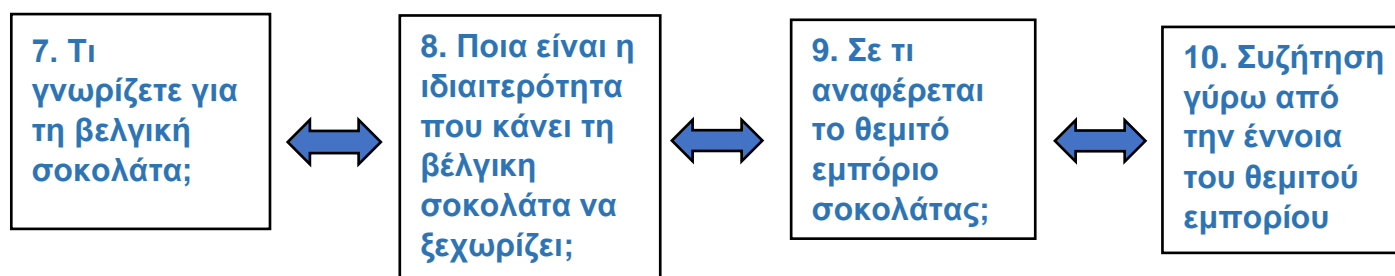 7. Τι
γνωρίζετε για
τη βελγική
σοκολάτα;
8. Ποια είναι η
ιδιαιτερότητα
που κάνει τη
βέλγικη
σοκολάτα να
ξεχωρίζει;
9. Σε τι
αναφέρεται
το θεμιτό
εμπόριο
σοκολάτας;
10. Συζήτηση
γύρω από
την έννοια
του θεμιτού
εμπορίου